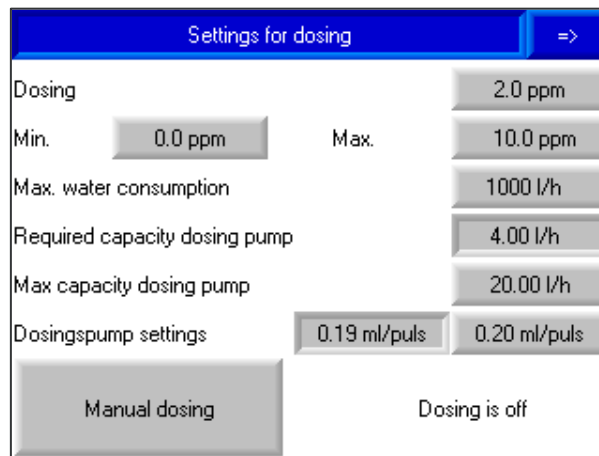 Settings for dosing =>
Dosing 2.0 ppm
Min. 0.0 ppm Max. 10.0 ppm
Max. water consumption 1000 l/h
Required capacity dosing pump 4.00 l/h
Max capacity dosing pump 20.00 l/h
Dosingspump settings 0.19 ml/puls 0.20 ml/puls
Manual dosing Dosing is off